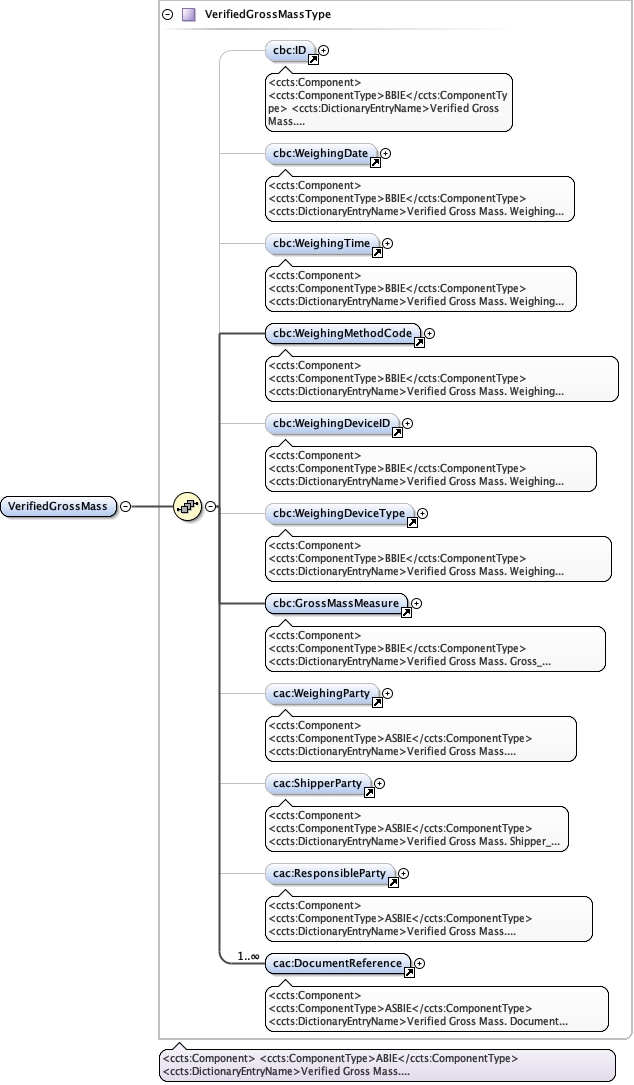 VerifiedGrossMassType
cbc:ID
<ccts:Component>
<ccts:ComponentType>BBIE</ccts:ComponentTy
pe> <ccts:DictionaryEntryName>Verified Gross
Mass....
cbc:WeighingDate
<ccts:Component>
<ccts:ComponentType>BBIE</ccts:ComponentType>
<ccts:DictionaryEntryName>Verified Gross Mass. Weighing...
cbc:WeighingTime
<ccts:Component>
<ccts:ComponentType>BBIE</ccts:ComponentType>
<ccts:DictionaryEntryName>Verified Gross Mass. Weighing...
cbc:WeighingMethodCode
<ccts:Component>
<ccts:ComponentType>BBIE</ccts:ComponentType>
<ccts:DictionaryEntryName>Verified Gross Mass. Weighing...
cbc:WeighingDeviceID
<ccts:Component>
<ccts:ComponentType>BBIE</ccts:ComponentType>
<ccts:DictionaryEntryName>Verified Gross Mass. Weighing...
VerifiedGrossMass
cbc:WeighingDeviceType
<ccts:Component>
<ccts:ComponentType>BBIE</ccts:ComponentType>
<ccts:DictionaryEntryName>Verified Gross Mass. Weighing...
cbc:GrossMassMeasure
<ccts:Component>
<ccts:ComponentType>BBIE</ccts:ComponentType>
<ccts:DictionaryEntryName>Verified Gross Mass. Gross_...
cac:WeighingParty
<ccts:Component>
<ccts:ComponentType>ASBIE</ccts:ComponentType>
<ccts:DictionaryEntryName>Verified Gross Mass....
cac:ShipperParty
<ccts:Component>
<ccts:ComponentType>ASBIE</ccts:ComponentType>
<ccts:DictionaryEntryName>Verified Gross Mass. Shipper_...
cac:ResponsibleParty
<ccts:Component>
<ccts:ComponentType>ASBIE</ccts:ComponentType>
<ccts:DictionaryEntryName>Verified Gross Mass....
1..∞ cac:DocumentReference
<ccts:Component>
<ccts:ComponentType>ASBIE</ccts:ComponentType>
<ccts:DictionaryEntryName>Verified Gross Mass. Document...
<ccts:Component> <ccts:ComponentType>ABIE</ccts:ComponentType>
<ccts:DictionaryEntryName>Verified Gross Mass....